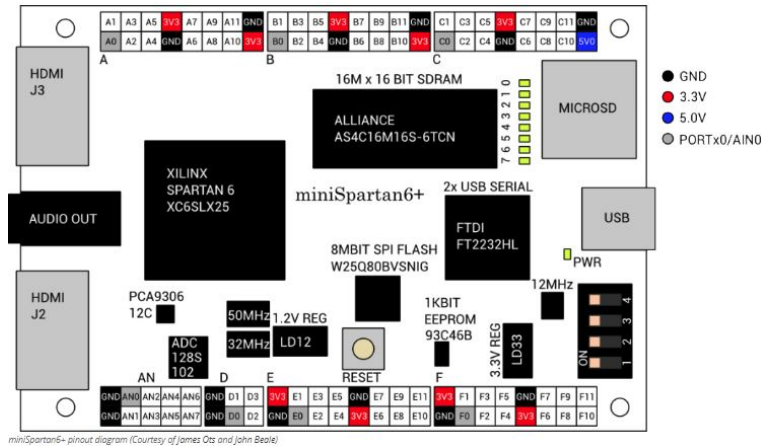 A1 A3 A5 3V3 A7 A9 A11 GND B1 B3 B5 3V3 B7 B9 B11 GND C1 C3 C5 3V3 C7 C9 C11 GND
A0 A2 A4 GND A6 A8 A10 3V3 B0 B2 B4 GND B6 B8 B10 3V3 C0 C2 C4 GND C6 C8 C10 5V0
A B C
HDMI
J3
16M x 16 BIT SDRAM
ALLIANCE
AS4C16M16S-6TCN
7 6 5 4 3 2 1 0
MICROSD
GND
3.3V
5.0V
PORTx0/AIN0
XILINX
SPARTAN 6
XC6SLX25
miniSpartan6+
2x USB SERIAL
FTDI
FT2232HL
AUDIO OUT
USB
PWR
8MBIT SPI FLASH
W25Q80BVSNIG
HDMI
J2
PCA9306
12C
50MHz
32MHz
1.2V REG
LD12
ADC
128S
102
RESET
1KBIT
EEPROM
93C46B
3.3V REG
LD33
12MHz
4
3
2
1
ON
AN D E F
GND AN0 AN2 AN4 AN6 GND D1 D3 3V3 E1 E3 E5 GND E7 E9 E11 3V3 F1 F3 F5 GND F7 F9 F11
GND AN1 AN3 AN5 AN7 GND D0 D2 GND E0 E2 E4 3V3 E6 E8 E10 GND F0 F2 F4 3V3 F6 F8 F10
miniSpartan6+ pinout diagram (Courtesy of James Ots and John Beale)